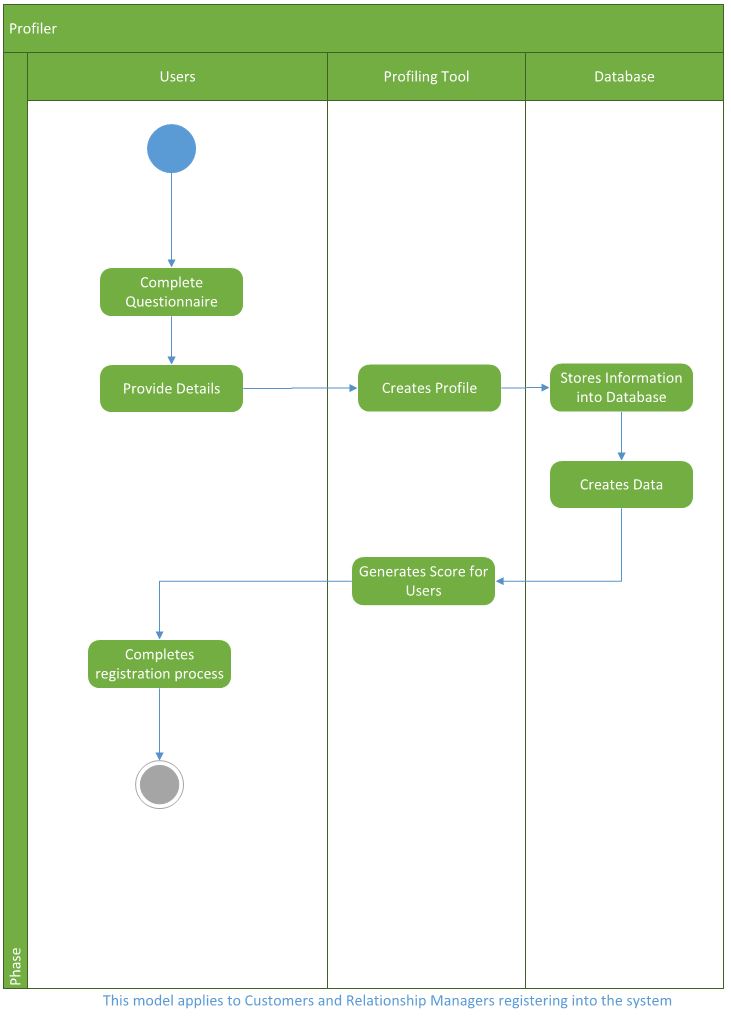 Profiler
Users
Profiling Tool
Database
Complete
Questionnaire
Provide Details
Creates Profile
Stores Information
into Database
Creates Data
Generates Score for
Users
Completes
registration process
Phase
This model applies to Customers and Relationship Managers registering into the system